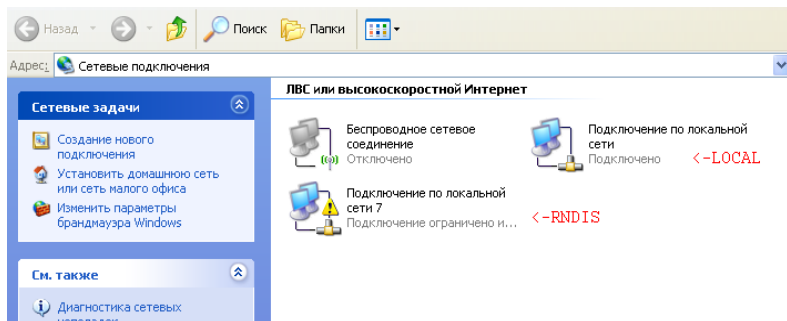 Назад Поиск Папки
Адрес: Сетевые подключения
ЛВС или высокоскоростной Интернет
Сетевые задачи
Создание нового
подключения
Установить домашнюю сеть
или сеть малого офиса
Изменить параметры
брандмауэра Windows
См. также
Диагностика сетевых
неполадок
Беспроводное сетевое
соединение
Отключено
Подключение по локальной
сети
Подключено <-LOCAL
Подключение по локальной
сети 7
Подключение ограничено и... <-RNDIS